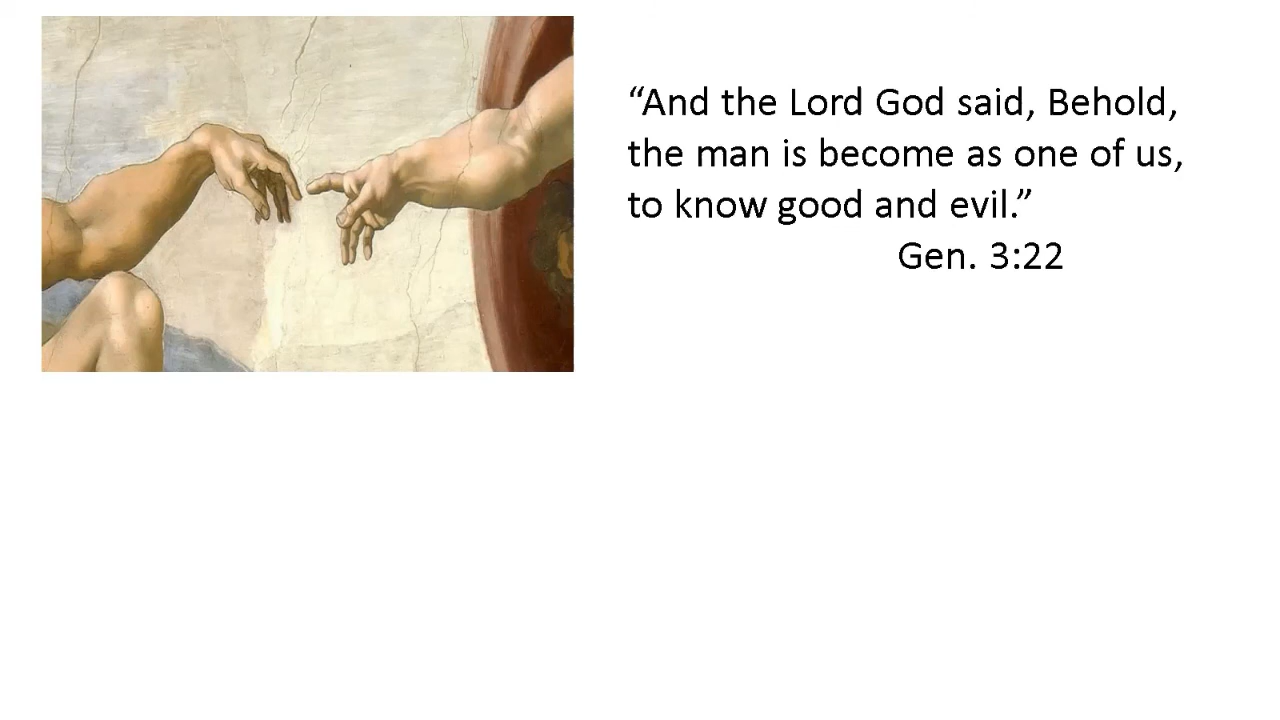 “And the Lord God said, Behold,
the man is become as one of us,
to know good and evil.”
Gen. 3:22